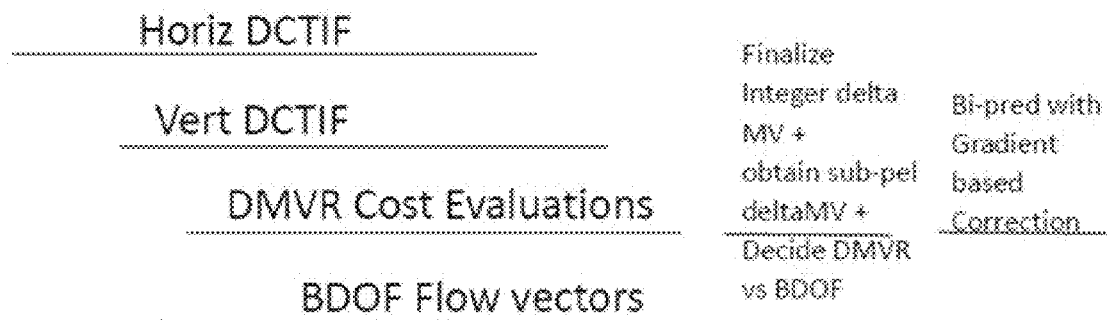 Horiz DCTIF
Vert DCTIF
DMVR Cost Evaluations
BDOF Flow vectors
Finalize
Integer delta
MV +
obtain sub-pel
deltaMV +
Decide DMVR
vs BDOF
Bi-pred with
Gradient
based
Correction